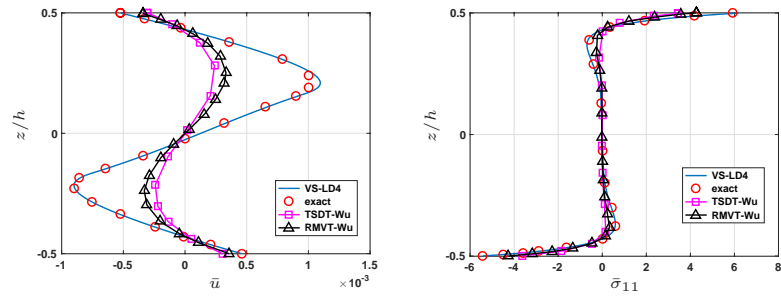 0.5
0
-0.5
z/h
-1 -0.5 0 0.5 1 1.5
×10⁻³
ū
VS-LD4
exact
TSDT-Wu
RMVT-Wu
0.5
0
-0.5
z/h
-6 -4 -2 0 2 4 6 8
σ̄₁₁
VS-LD4
exact
TSDT-Wu
RMVT-Wu